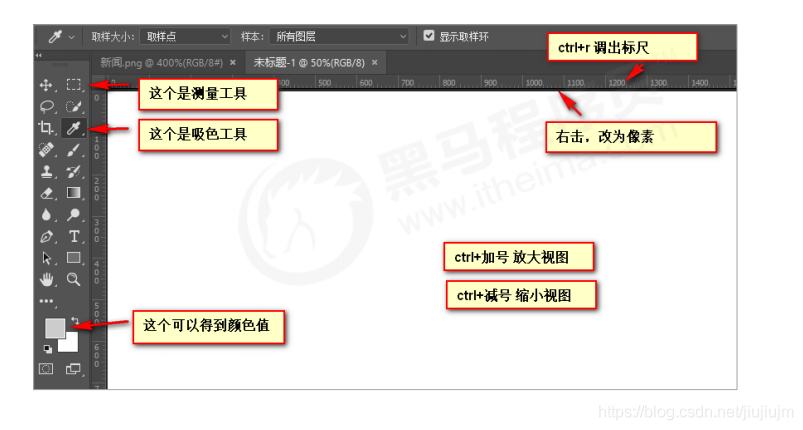 取样大小: 取样点 样本: 所有图层 显示取样环
ctrl+r 调出标尺
新闻.png @ 400%(RGB/8#) × 未标题-1 @ 50%(RGB/8) ×
0 500 600 700 800 900 1000 1100 1200 1300 1400
这个是测量工具
这个是吸色工具
右击，改为像素
黑马程序员
www.itheima.com
ctrl+加号 放大视图
ctrl+减号 缩小视图
这个可以得到颜色值
0
100
200
300
400
500
600
https://blog.csdn.net/jiujiujm